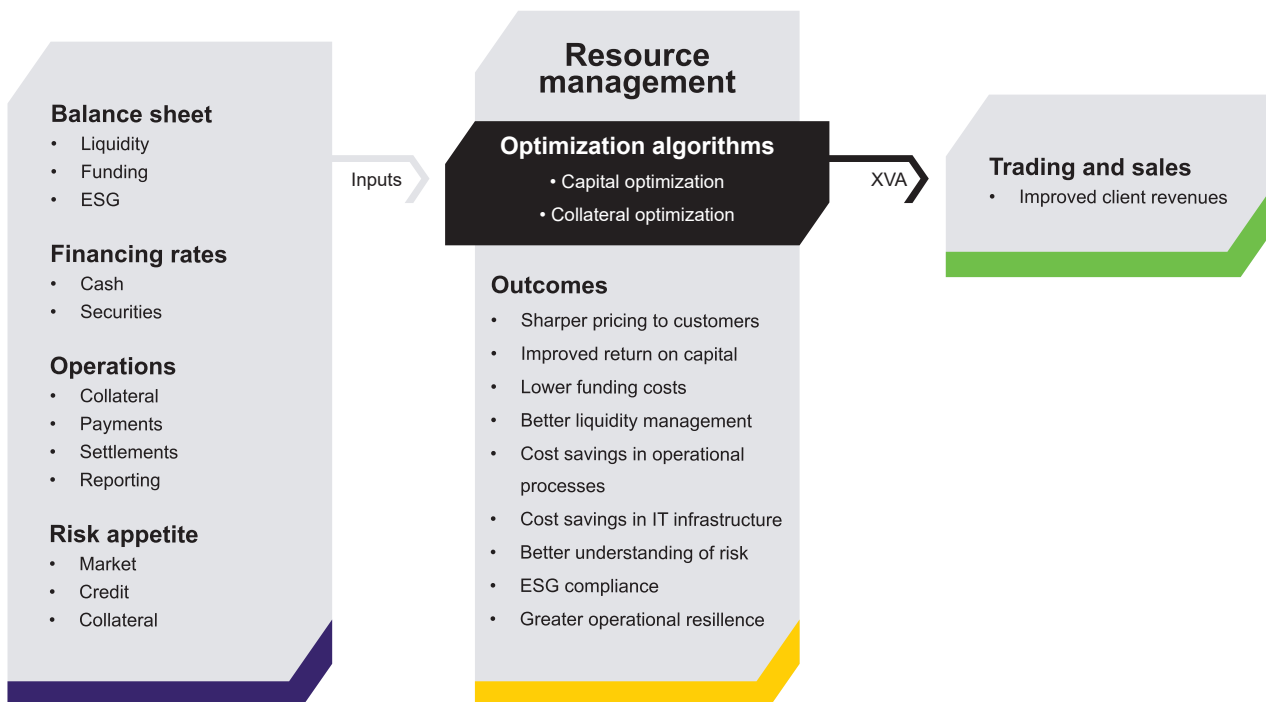 Balance sheet
• Liquidity
• Funding
• ESG
Financing rates
• Cash
• Securities
Operations
• Collateral
• Payments
• Settlements
• Reporting
Risk appetite
• Market
• Credit
• Collateral
Inputs
Resource
management
Optimization algorithms
• Capital optimization
• Collateral optimization
Outcomes
• Sharper pricing to customers
• Improved return on capital
• Lower funding costs
• Better liquidity management
• Cost savings in operational
processes
• Cost savings in IT infrastructure
• Better understanding of risk
• ESG compliance
• Greater operational resillence
XVA
Trading and sales
• Improved client revenues